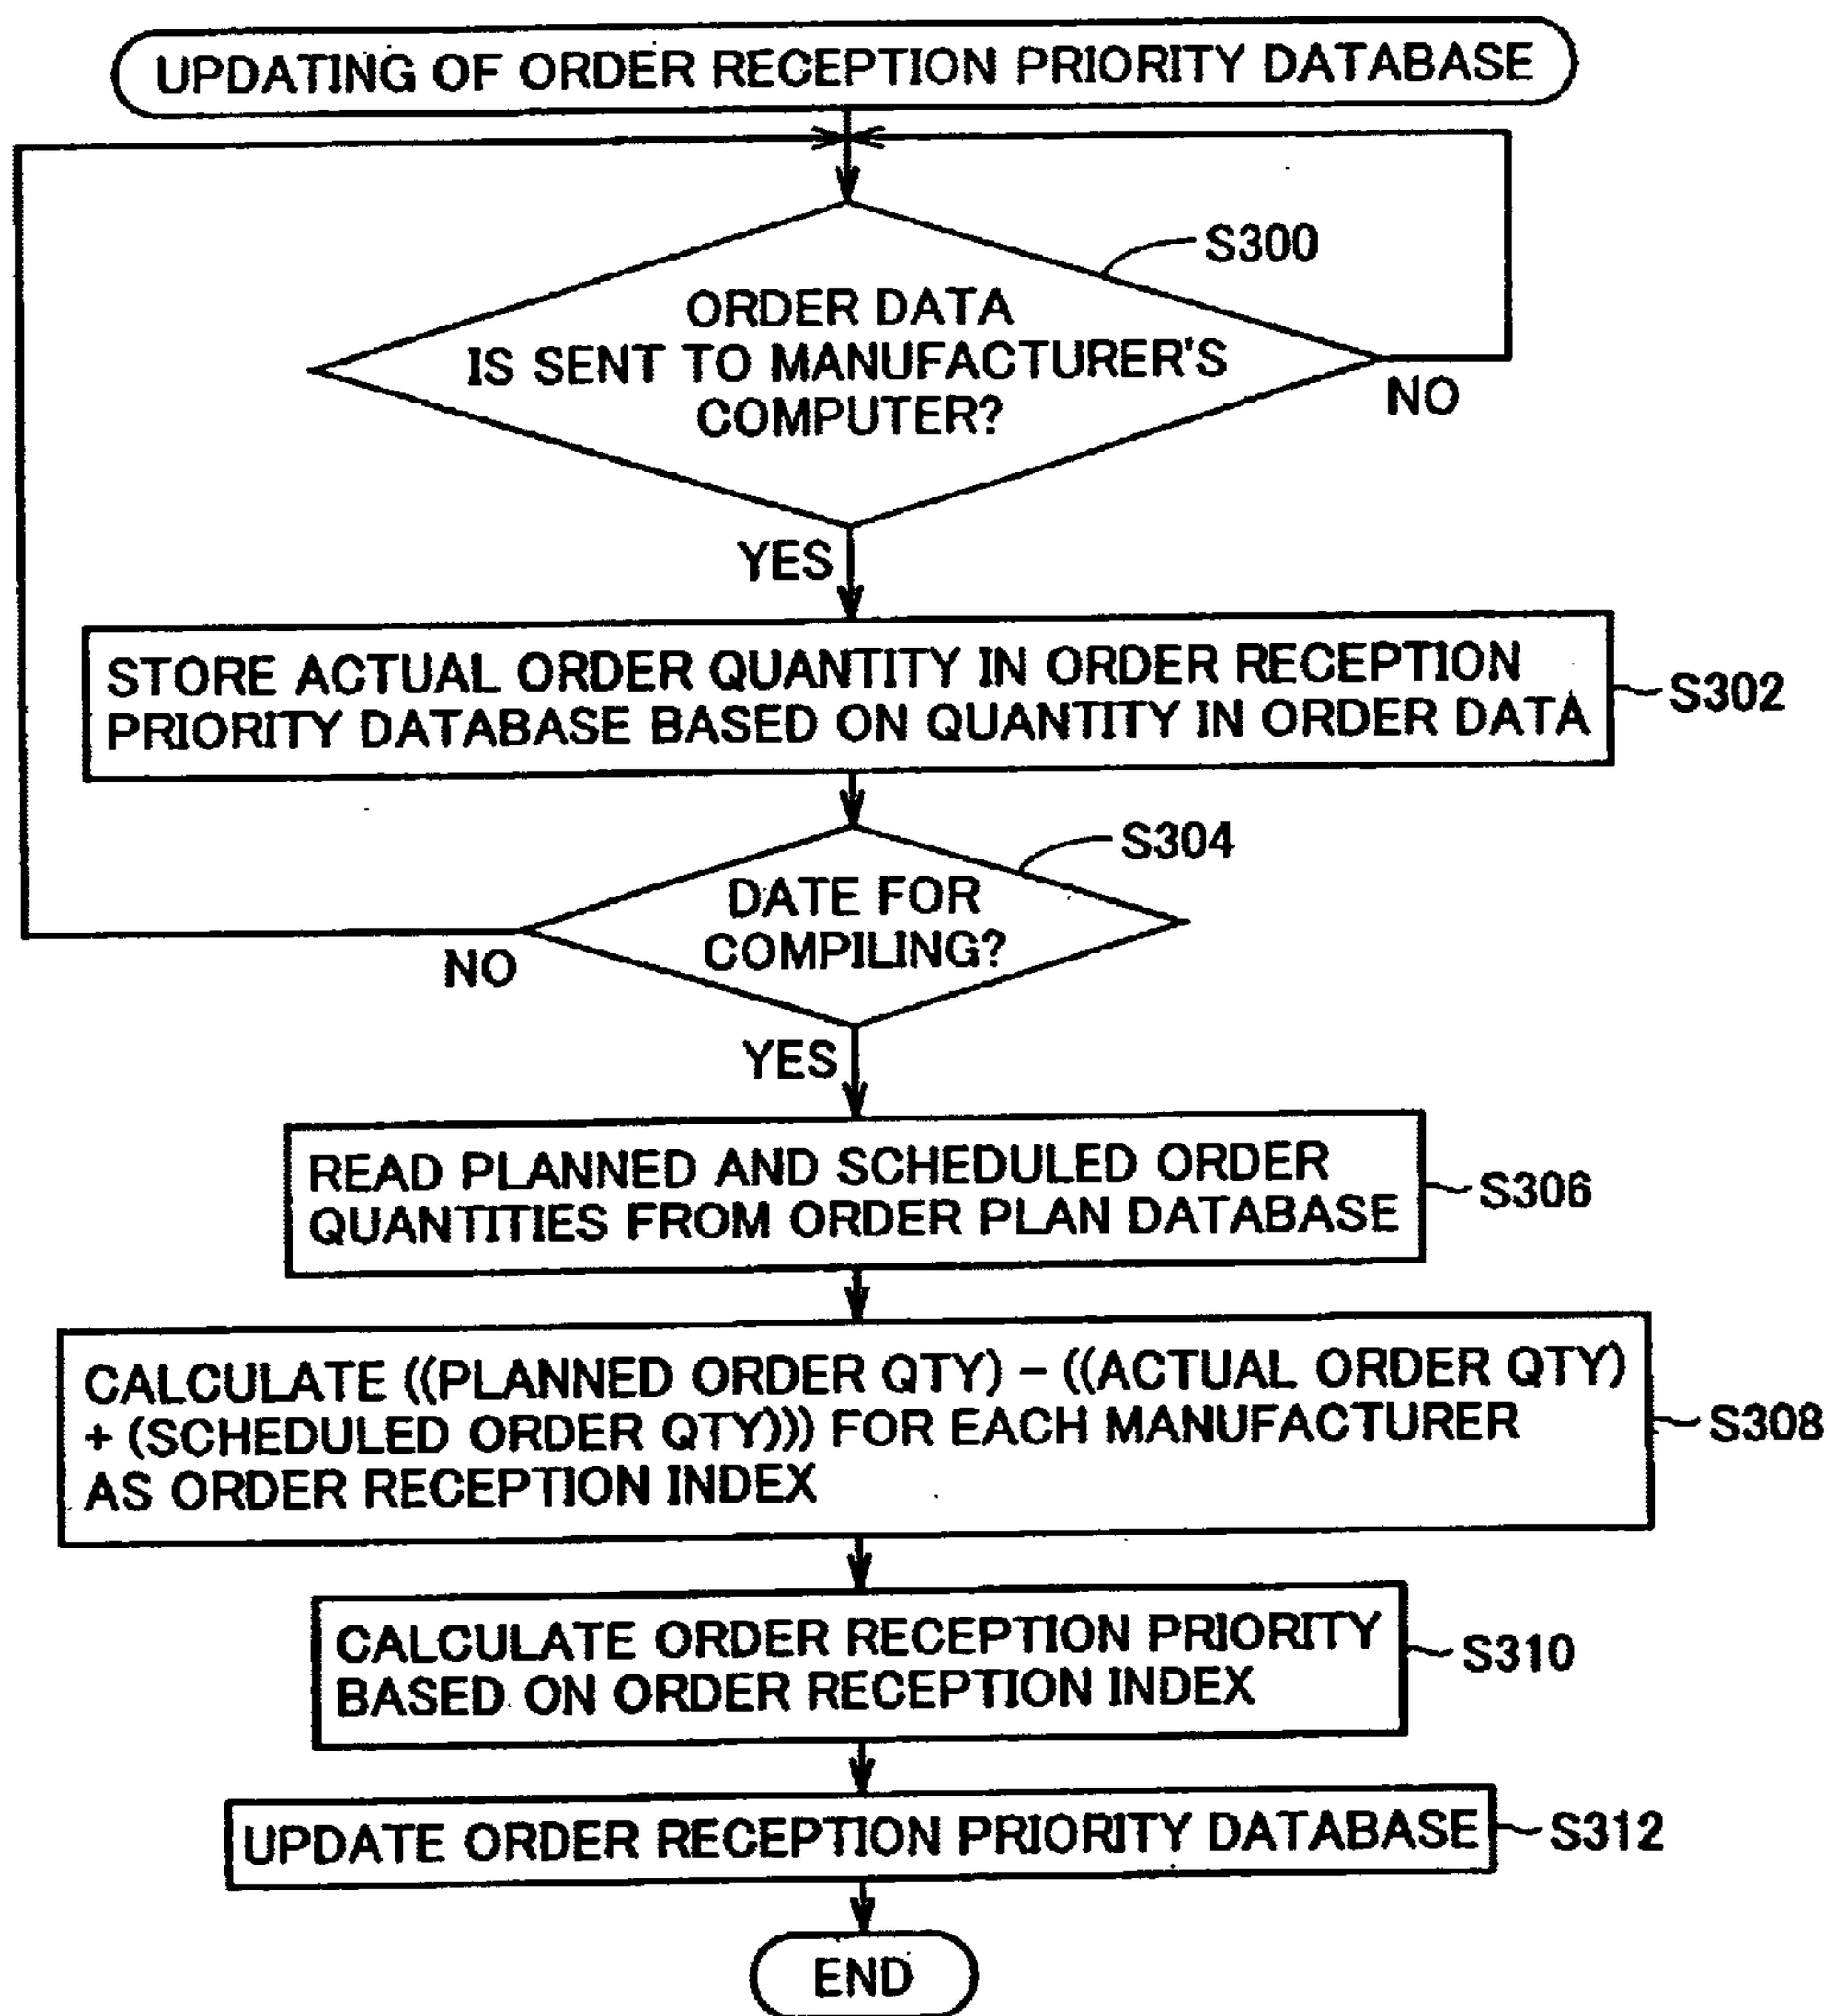 UPDATING OF ORDER RECEPTION PRIORITY DATABASE
S300
ORDER DATA
IS SENT TO MANUFACTURER'S
COMPUTER?
NO
YES
STORE ACTUAL ORDER QUANTITY IN ORDER RECEPTION
PRIORITY DATABASE BASED ON QUANTITY IN ORDER DATA
S302
S304
DATE FOR
COMPILING?
NO
YES
READ PLANNED AND SCHEDULED ORDER
QUANTITIES FROM ORDER PLAN DATABASE
S306
CALCULATE ((PLANNED ORDER QTY) – ((ACTUAL ORDER QTY)
+ (SCHEDULED ORDER QTY))) FOR EACH MANUFACTURER
AS ORDER RECEPTION INDEX
S308
CALCULATE ORDER RECEPTION PRIORITY
BASED ON ORDER RECEPTION INDEX
S310
UPDATE ORDER RECEPTION PRIORITY DATABASE
S312
END